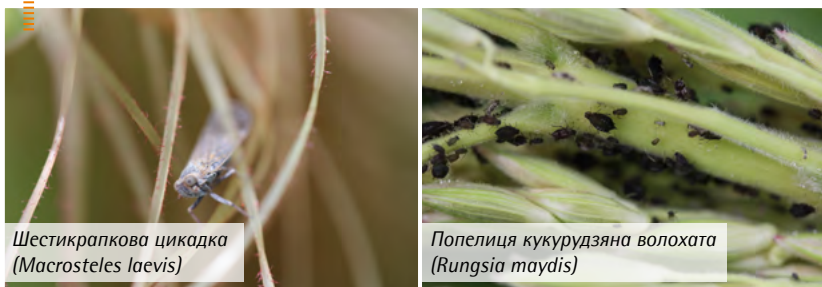 Шестикрапкова цикадка
(Macrosteles laevis)
Попелиця кукурудзяна волохата
(Rungsia maydis)